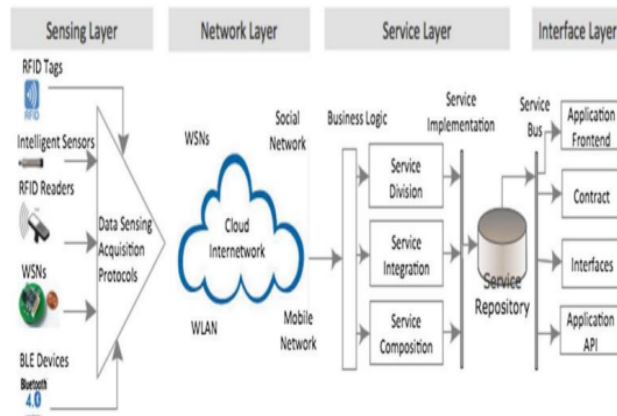 Sensing Layer
Network Layer
Service Layer
Interface Layer
RFID Tags
RFID
Intelligent Sensors
RFID Readers
WSNs
BLE Devices
Bluetooth
4.0
Data Sensing
Acquisition
Protocols
WSNs
Social
Network
Cloud
Internetwork
WLAN
Mobile
Network
Business Logic
Service
Division
Service
Integration
Service
Composition
Service
Implementation
Service
Repository
Service
Bus
Application
Frontend
Contract
Interfaces
Application
API